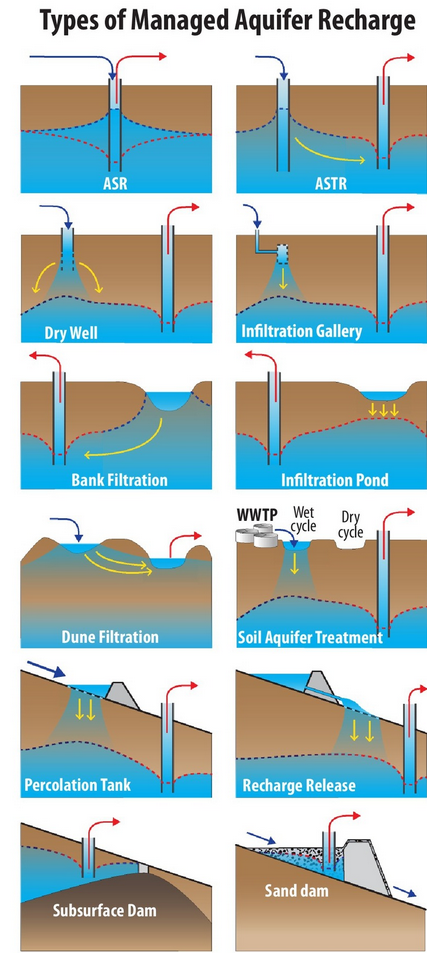 Types of Managed Aquifer Recharge
ASR
ASTR
Dry Well
Infiltration Gallery
Bank Filtration
Infiltration Pond
WWTP
Wet
cycle
Dry
cycle
Dune Filtration
Soil Aquifer Treatment
Percolation Tank
Recharge Release
Subsurface Dam
Sand dam